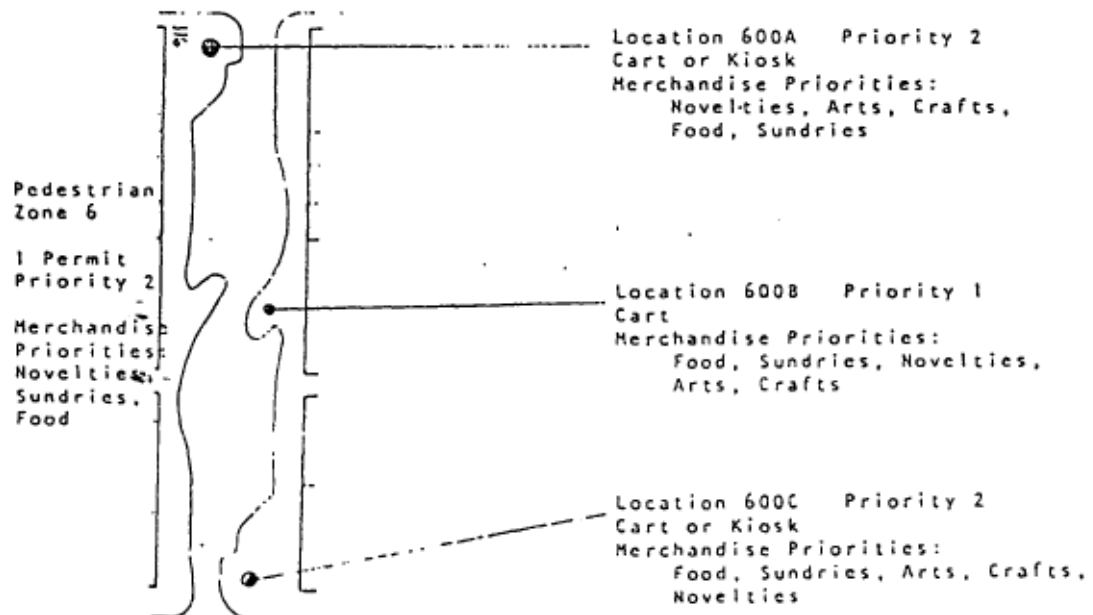 Location 600A Priority 2
Cart or Kiosk
Merchandise Priorities:
Novelties, Arts, Crafts,
Food, Sundries
Pedestrian
Zone 6
1 Permit
Priority 2
Merchandise
Priorities:
Novelties,
Sundries,
Food
Location 600B Priority 1
Cart
Merchandise Priorities:
Food, Sundries, Novelties,
Arts, Crafts
Location 600C Priority 2
Cart or Kiosk
Merchandise Priorities:
Food, Sundries, Arts, Crafts,
Novelties